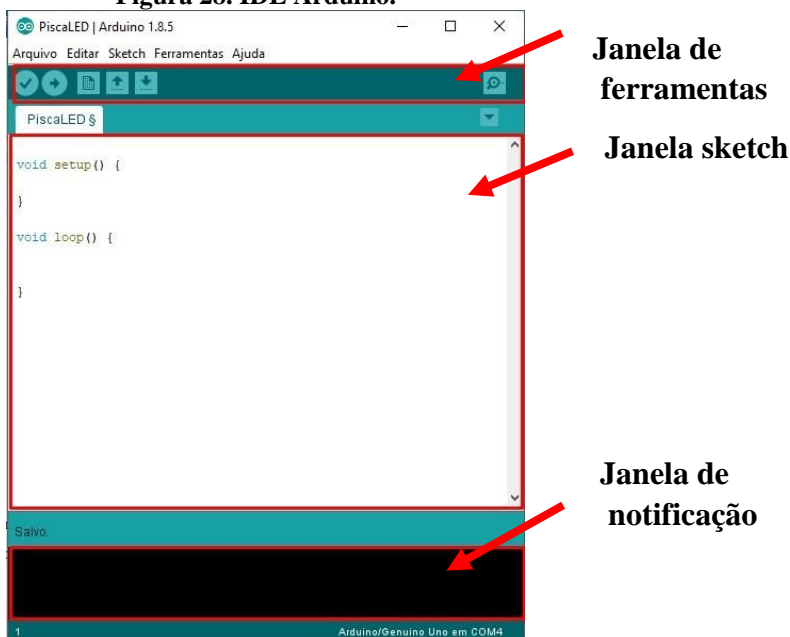 Figura 28. IDE Arduino.
PiscaLED | Arduino 1.8.5
Arquivo Editar Sketch Ferramentas Ajuda
PiscaLED §
void setup() {
}
void loop() {
}
Salvo.
1
Arduino/Genuino Uno em COM4
Janela de
ferramentas
Janela sketch
Janela de
notificação